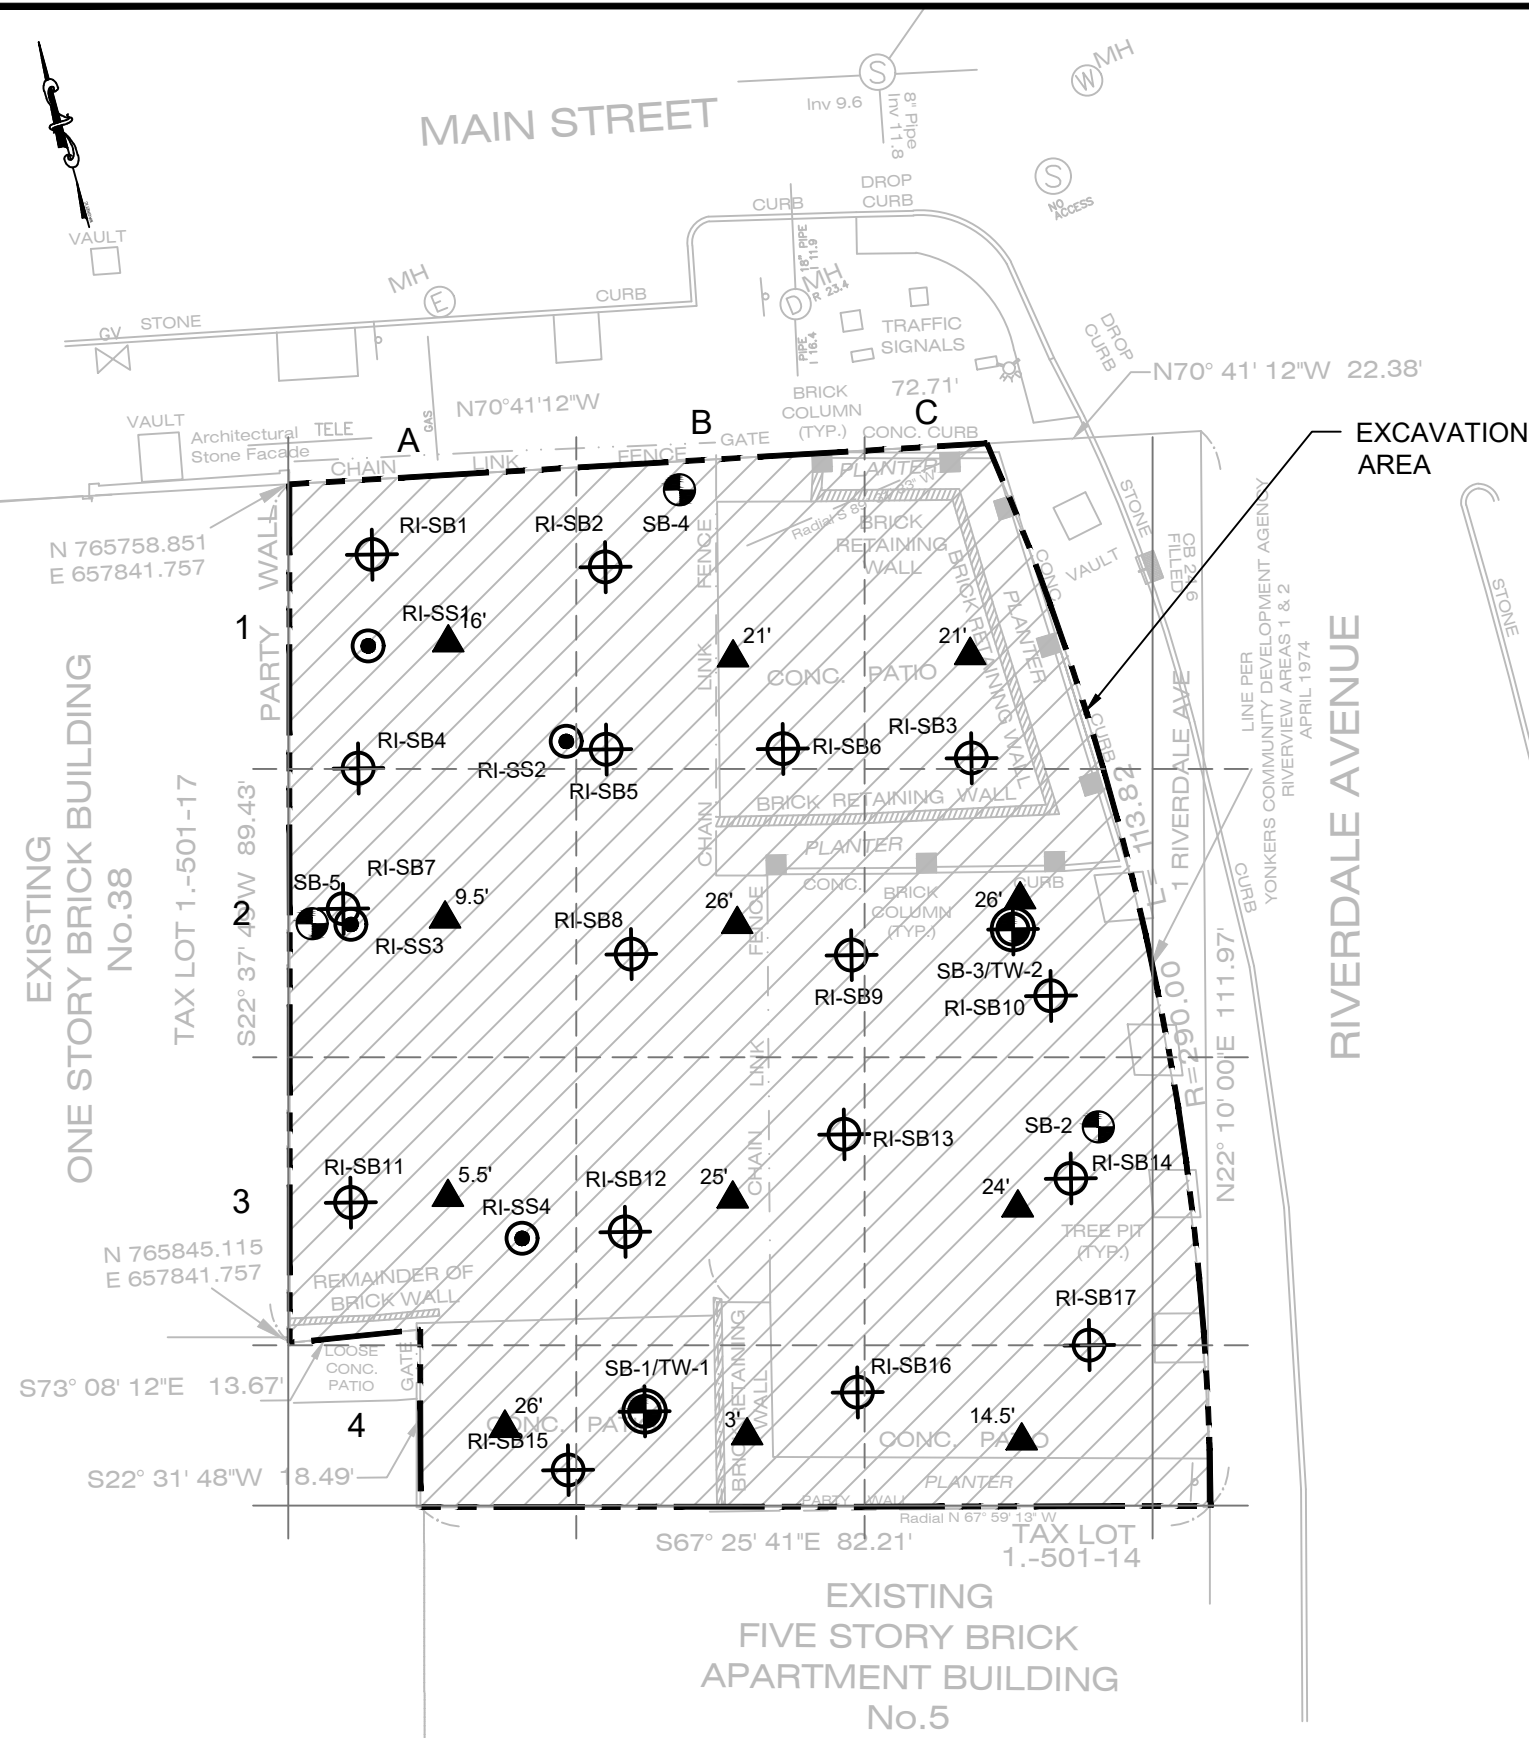 MAIN STREET
Inv 9.6
8" Pipe
Inv 11.8
MH
W
S
S
NO
ACCESS
DROP
CURB
CURB
18" PIPE
I 11.9
MH
R 23.4
D
PIPE
I 16.4
VAULT
MH
E
CURB
STONE
GV
TRAFFIC
SIGNALS
DROP
CURB
N70° 41' 12"W 22.38'
72.71'
BRICK
COLUMN
(TYP.)
N70°41'12"W
GAS
VAULT
Architectural
Stone Facade
TELE
A
B
C
CHAIN
LINK
FENCE
GATE
CONC. CURB
EXCAVATION
AREA
PLANTER
N 765758.851
E 657841.757
PARTY WALL
RI-SB1
RI-SB2
SB-4
BRICK
RETAINING
WALL
BRICK RETAINING WALL
CONC.
PLANTER
CURB
VAULT
STONE
CB 24.6
FILLED
LINE PER
YONKERS COMMUNITY DEVELOPMENT AGENCY
RIVERVIEW AREAS 1 & 2
APRIL 1974
STONE
1
RI-SS1
16'
21'
21'
CHAIN LINK FENCE
CONC. PATIO
RI-SB4
RI-SS2
RI-SB5
RI-SB6
RI-SB3
BRICK RETAINING WALL
PLANTER
1 RIVERDALE AVE
RIVERDALE AVENUE
EXISTING
ONE STORY BRICK BUILDING
No.38
TAX LOT 1.-501-17
S22° 37' 49"W 89.43'
2
SB-5
RI-SB7
RI-SS3
9.5'
RI-SB8
26'
CONC.
BRICK
COLUMN
(TYP.)
CURB
26'
RI-SB9
SB-3/TW-2
RI-SB10
CURB
113.82
R=290.00
N22° 10' 00"E 111.97'
CHAIN LINK FENCE
RI-SB13
SB-2
RI-SB14
3
RI-SB11
5.5'
RI-SS4
RI-SB12
25'
24'
TREE PIT
(TYP.)
N 765845.115
E 657841.757
REMAINDER OF
BRICK WALL
RI-SB17
LOOSE
CONC.
PATIO
GATE
S73° 08' 12"E 13.67'
SB-1/TW-1
BRICK RETAINING
WALL
RI-SB16
4
26'
CONC. PATIO
RI-SB15
3'
14.5'
CONC. PATIO
S22° 31' 48"W 18.49'
PLANTER
PARTY WALL
Radial N 67° 59' 13" W
S67° 25' 41"E 82.21'
TAX LOT
1.-501-14
EXISTING
FIVE STORY BRICK
APARTMENT BUILDING
No.5